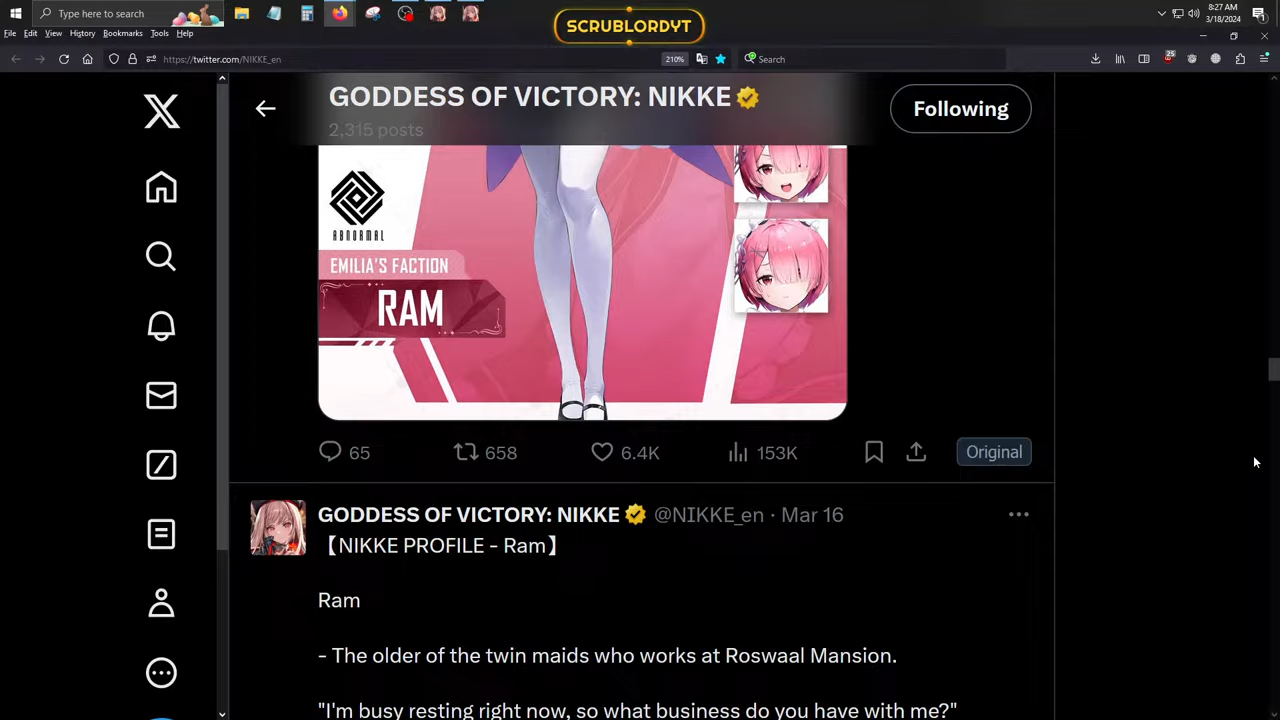 Type here to search
SCRUBLORDYT
8:27 AM
3/18/2024
1
File Edit View History Bookmarks Tools Help
https://twitter.com/NIKKE_en
210%
Search
25
GODDESS OF VICTORY: NIKKE
2,315 posts
Following
ABNORMAL
EMILIA'S FACTION
RAM
65
658
6.4K
153K
Original
GODDESS OF VICTORY: NIKKE @NIKKE_en · Mar 16
【NIKKE PROFILE - Ram】
Ram
- The older of the twin maids who works at Roswaal Mansion.
"I'm busy resting right now, so what business do you have with me?"